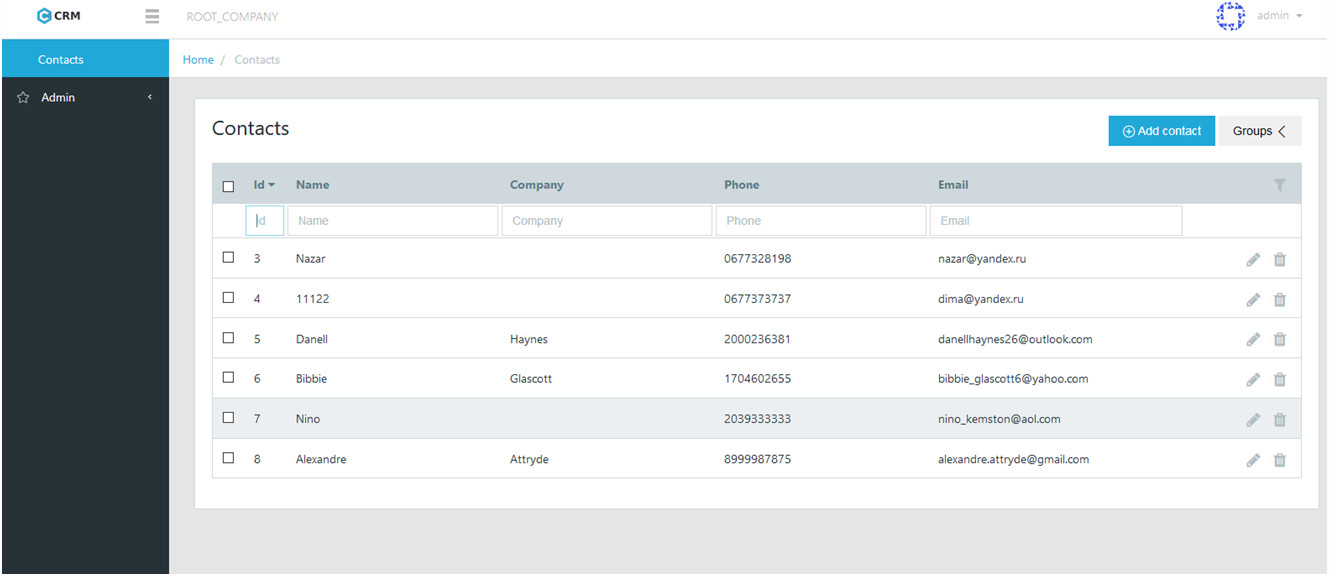 CRM ROOT_COMPANY admin
Contacts Home / Contacts
Admin
Contacts Add contact Groups
Id Name Company Phone Email
Id Name Company Phone Email
3 Nazar 0677328198 nazar@yandex.ru
4 11122 0677373737 dima@yandex.ru
5 Danell Haynes 2000236381 danellhaynes26@outlook.com
6 Bibbie Glascott 1704602655 bibbie_glascott6@yahoo.com
7 Nino 2039333333 nino_kemston@aol.com
8 Alexandre Attryde 8999987875 alexandre.attryde@gmail.com